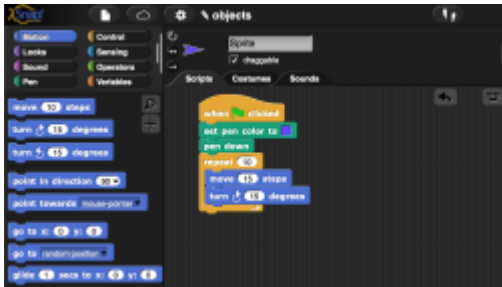 Snap! objects
Motion Control
Looks Sensing
Sound Operators
Pen Variables
Sprite
draggable
Scripts Costumes Sounds
move 10 steps
turn 15 degrees
turn 15 degrees
point in direction 90
point towards mouse-pointer
go to x: 0 y: 0
go to random position
glide 1 secs to x: 0 y: 0
when clicked
set pen color to
pen down
repeat 10
move 15 steps
turn 15 degrees